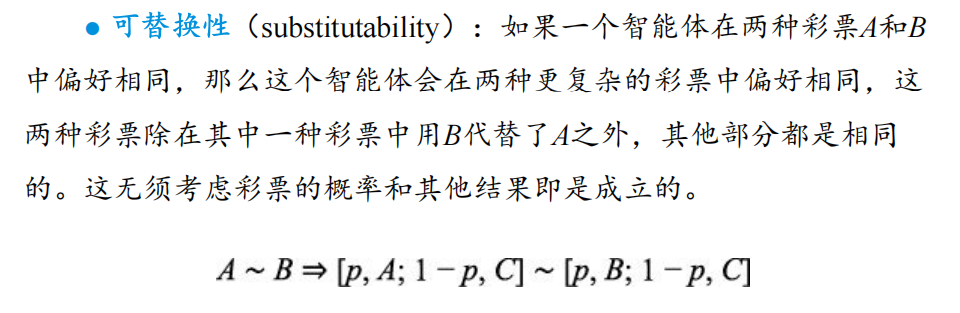 ● 可替换性（substitutability）：如果一个智能体在两种彩票A和B
中偏好相同，那么这个智能体会在两种更复杂的彩票中偏好相同，这
两种彩票除在其中一种彩票中用B代替了A之外，其他部分都是相同
的。这无须考虑彩票的概率和其他结果即是成立的。
A ~ B ⇒ [p, A; 1 − p, C] ~ [p, B; 1 − p, C]